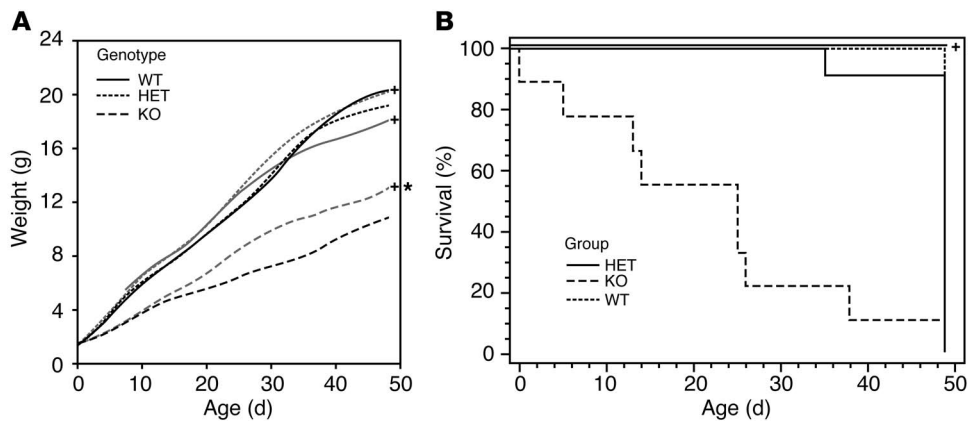 A
Weight (g)
24
20
16
12
8
4
0
Genotype
WT
HET
KO
+
+
+ *
0 10 20 30 40 50
Age (d)
B
Survival (%)
100
80
60
40
20
0
+
Group
HET
KO
WT
0 10 20 30 40 50
Age (d)